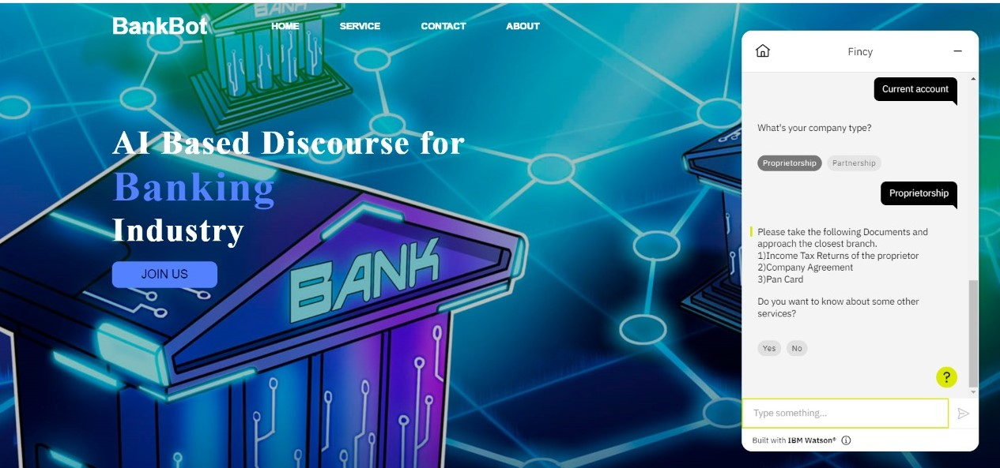 BankBot
HOME SERVICE CONTACT ABOUT
BANK
AI Based Discourse for
Banking
Industry
JOIN US
BANK
Fincy
Current account
What's your company type?
Proprietorship Partnership
Proprietorship
Please take the following Documents and
approach the closest branch.
1)Income Tax Returns of the proprietor
2)Company Agreement
3)Pan Card
Do you want to know about some other
services?
Yes No
?
Type something...
Built with IBM Watson®